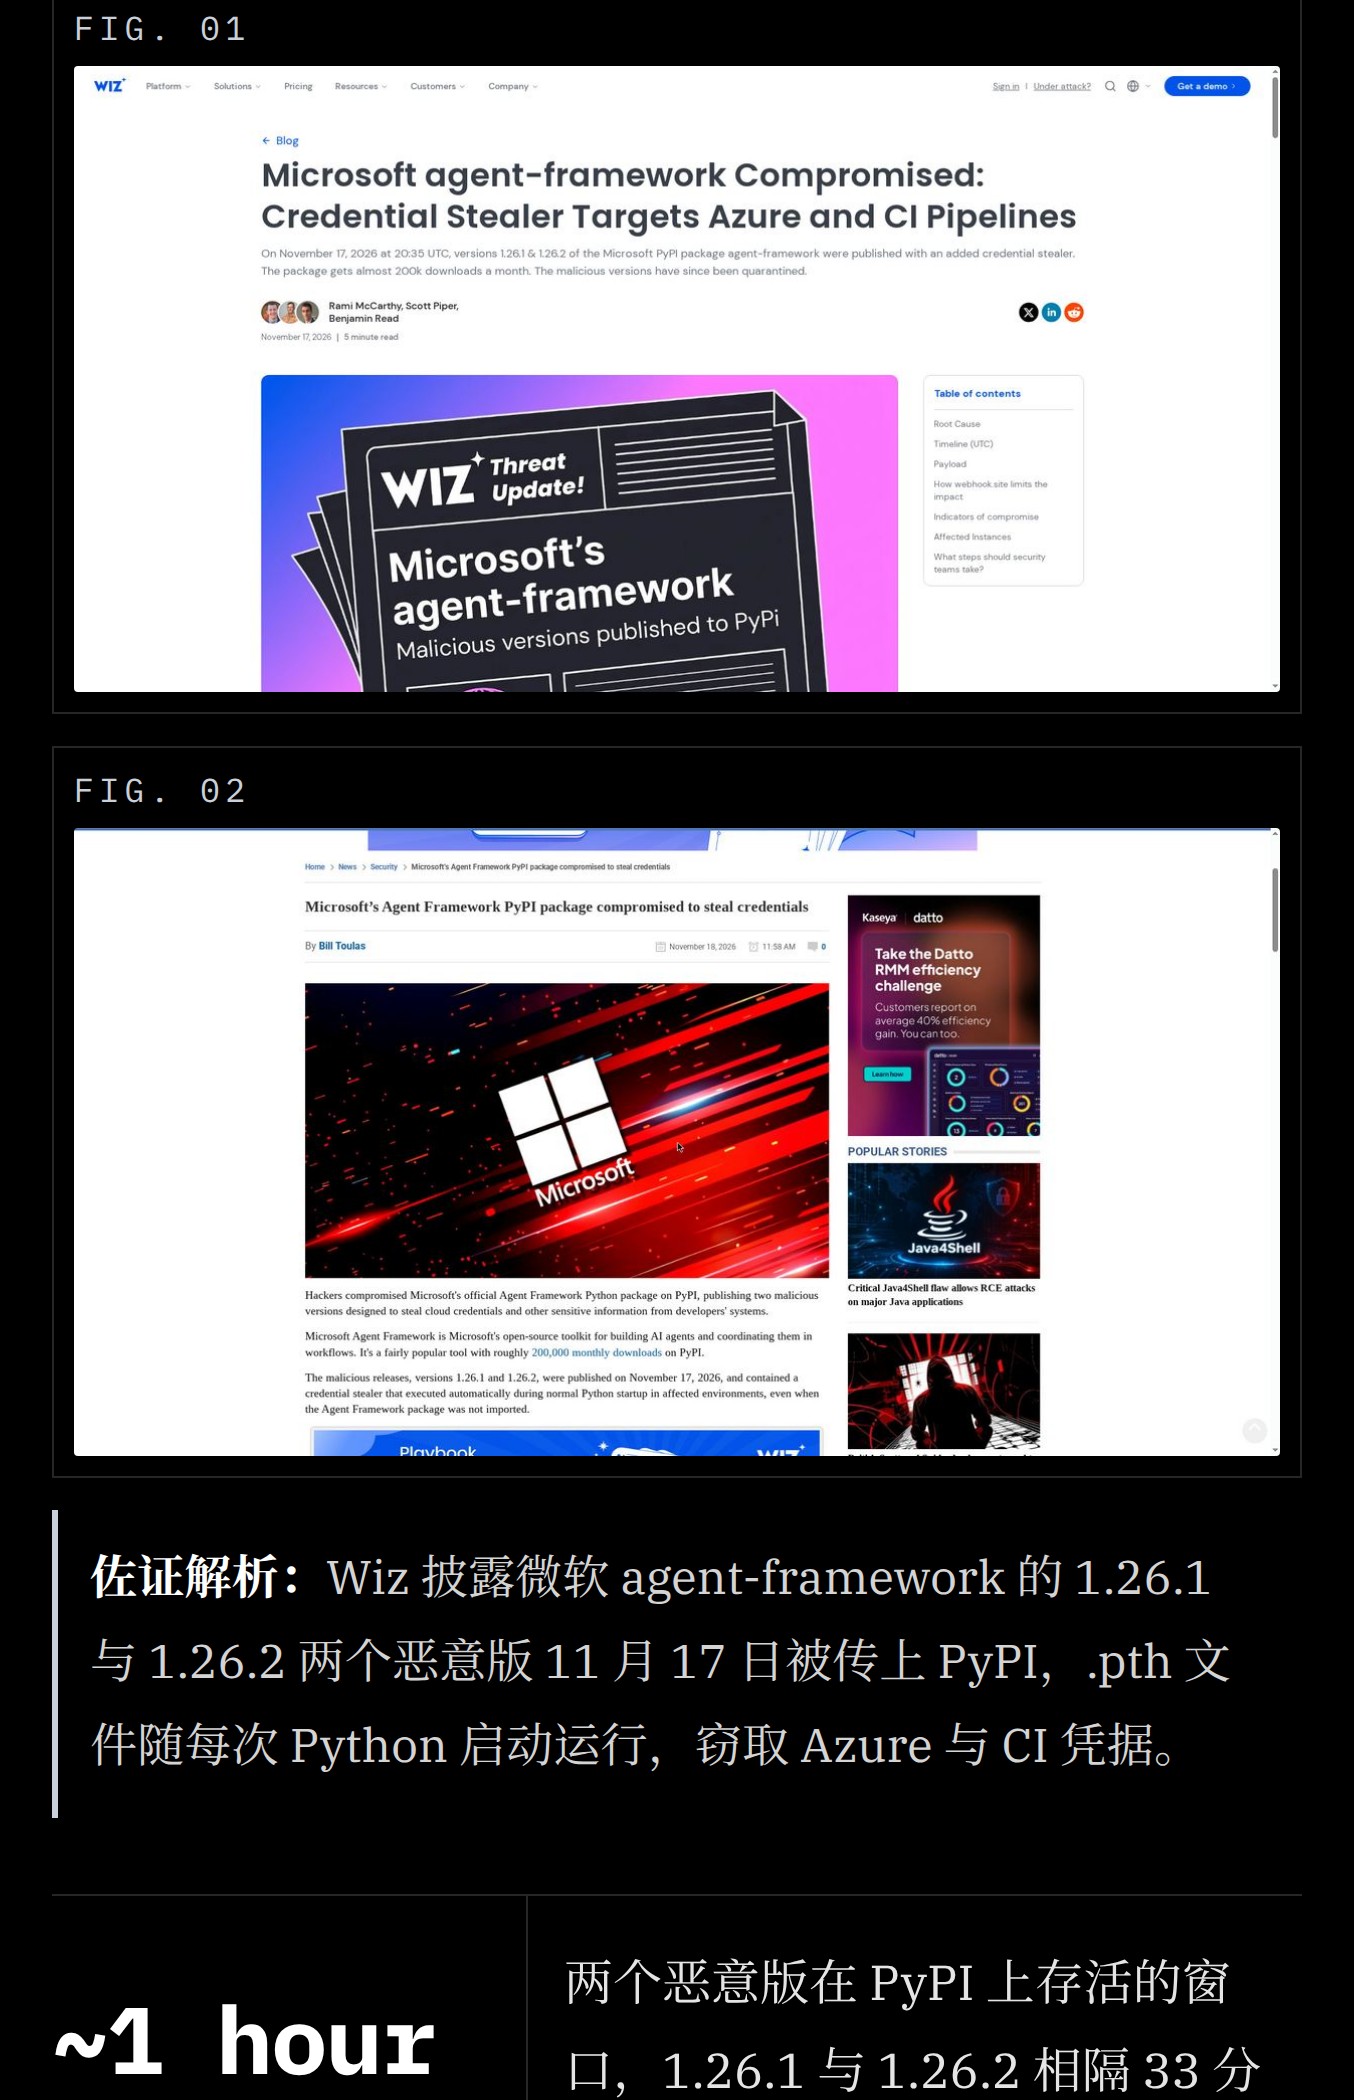 FIG. 01
WIZ
Platform
Solutions
Pricing
Resources
Customers
Company
Sign in | Under attack?
Get a demo
Blog
Microsoft agent-framework Compromised:
Credential Stealer Targets Azure and CI Pipelines
On November 17, 2026 at 20:35 UTC, versions 1.26.1 & 1.26.2 of the Microsoft PyPI package agent-framework were published with an added credential stealer.
The package gets almost 200k downloads a month. The malicious versions have since been quarantined.
Rami McCarthy, Scott Piper,
Benjamin Read
November 17, 2026 | 5 minute read
WIZ Threat
Update!
Microsoft's
agent-framework
Malicious versions published to PyPi
Table of contents
Root Cause
Timeline (UTC)
Payload
How webhook.site limits the
impact
Indicators of compromise
Affected Instances
What steps should security
teams take?
FIG. 02
Home > News > Security > Microsoft's Agent Framework PyPI package compromised to steal credentials
Microsoft’s Agent Framework PyPI package compromised to steal credentials
By Bill Toulas
November 18, 2026
11:58 AM
0
Microsoft
Hackers compromised Microsoft's official Agent Framework Python package on PyPI, publishing two malicious
versions designed to steal cloud credentials and other sensitive information from developers' systems.
Microsoft Agent Framework is Microsoft's open-source toolkit for building AI agents and coordinating them in
workflows. It's a fairly popular tool with roughly 200,000 monthly downloads on PyPI.
The malicious releases, versions 1.26.1 and 1.26.2, were published on November 17, 2026, and contained a
credential stealer that executed automatically during normal Python startup in affected environments, even when
the Agent Framework package was not imported.
Playbook
WIZ
Kaseya | datto
Take the Datto
RMM efficiency
challenge
Customers report on
average 40% efficiency
gain. You can too.
Learn how
POPULAR STORIES
Java4Shell
Critical Java4Shell flaw allows RCE attacks
on major Java applications
佐证解析：Wiz 披露微软 agent-framework 的 1.26.1
与 1.26.2 两个恶意版 11 月 17 日被传上 PyPI，.pth 文
件随每次 Python 启动运行，窃取 Azure 与 CI 凭据。
~1 hour
两个恶意版在 PyPI 上存活的窗
口，1.26.1 与 1.26.2 相隔 33 分